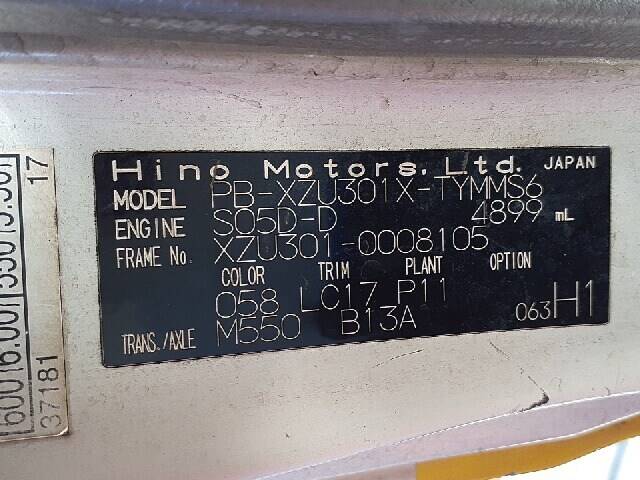 Hino Motors, Ltd. JAPAN
MODEL PB-XZU301X-TYMMS6
ENGINE S05D-D 4899 mL
FRAME No. XZU301-0008105
COLOR TRIM PLANT OPTION
058 LC17 P11
TRANS./AXLE M550 B13A 063 H1
17
37181